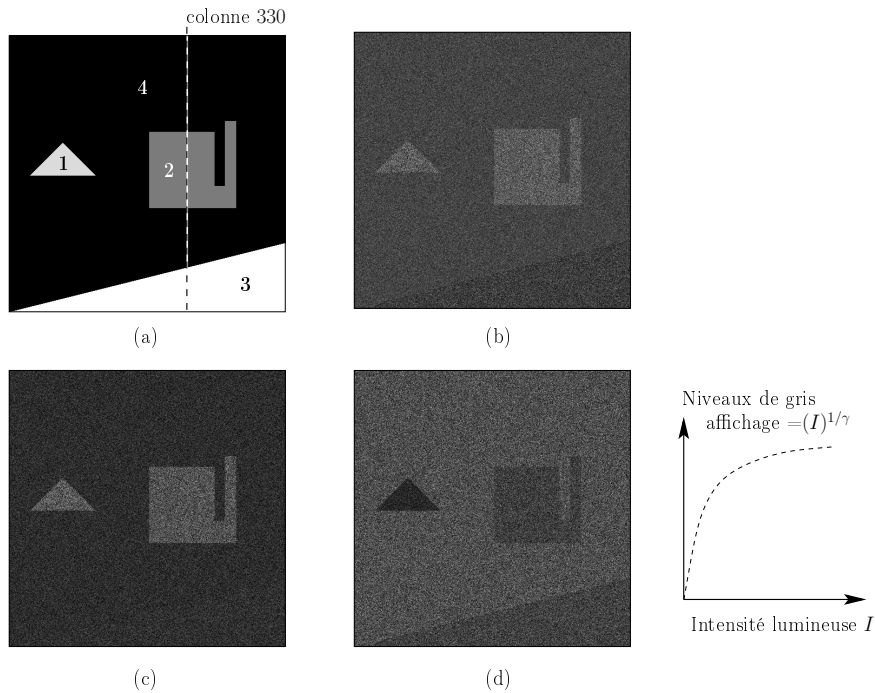 colonne 330
4
1
2
3
(a)
(b)
Niveaux de gris
affichage =(I)^{1/γ}
Intensité lumineuse I
(c)
(d)